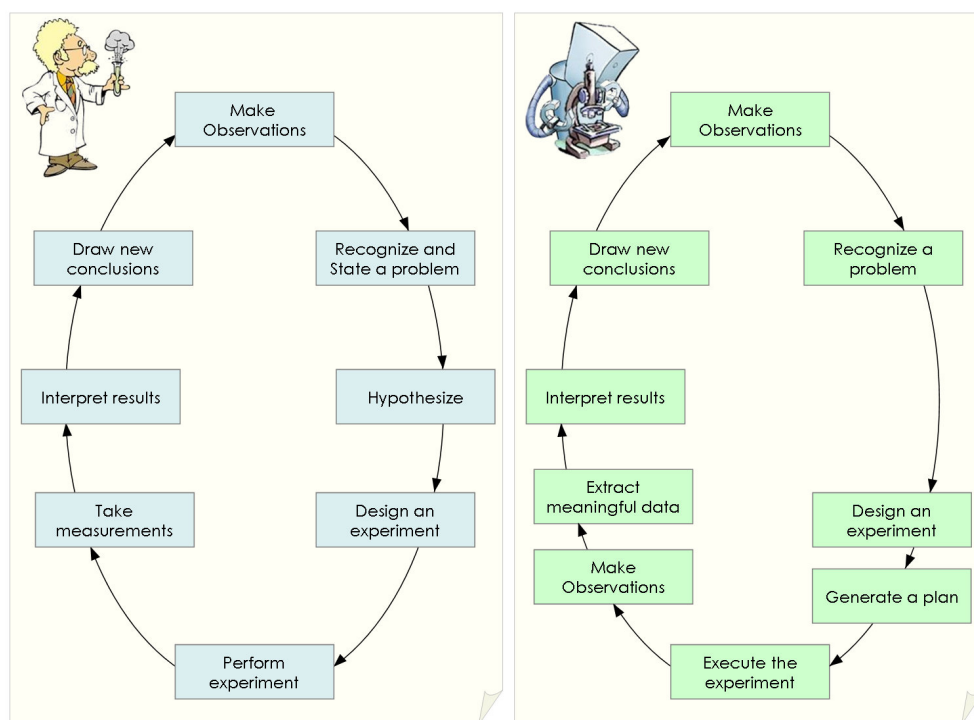 Make
Observations
Recognize and
State a problem
Hypothesize
Design an
experiment
Perform
experiment
Take
measurements
Interpret results
Draw new
conclusions
Make
Observations
Recognize a
problem
Design an
experiment
Generate a plan
Execute the
experiment
Make
Observations
Extract
meaningful data
Interpret results
Draw new
conclusions